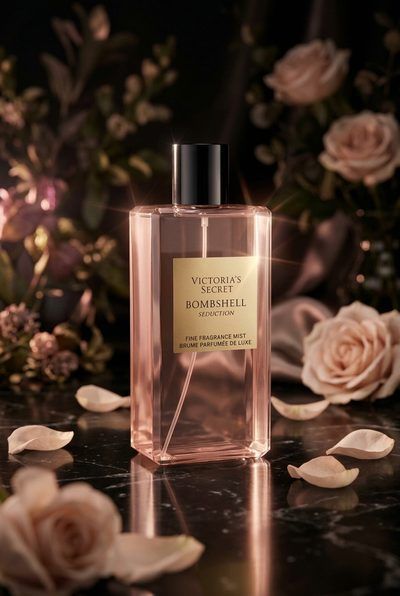 VICTORIA'S
SECRET
BOMBSHELL
SEDUCTION
FINE FRAGRANCE MIST
BRUME PARFUMÉE DE LUXE